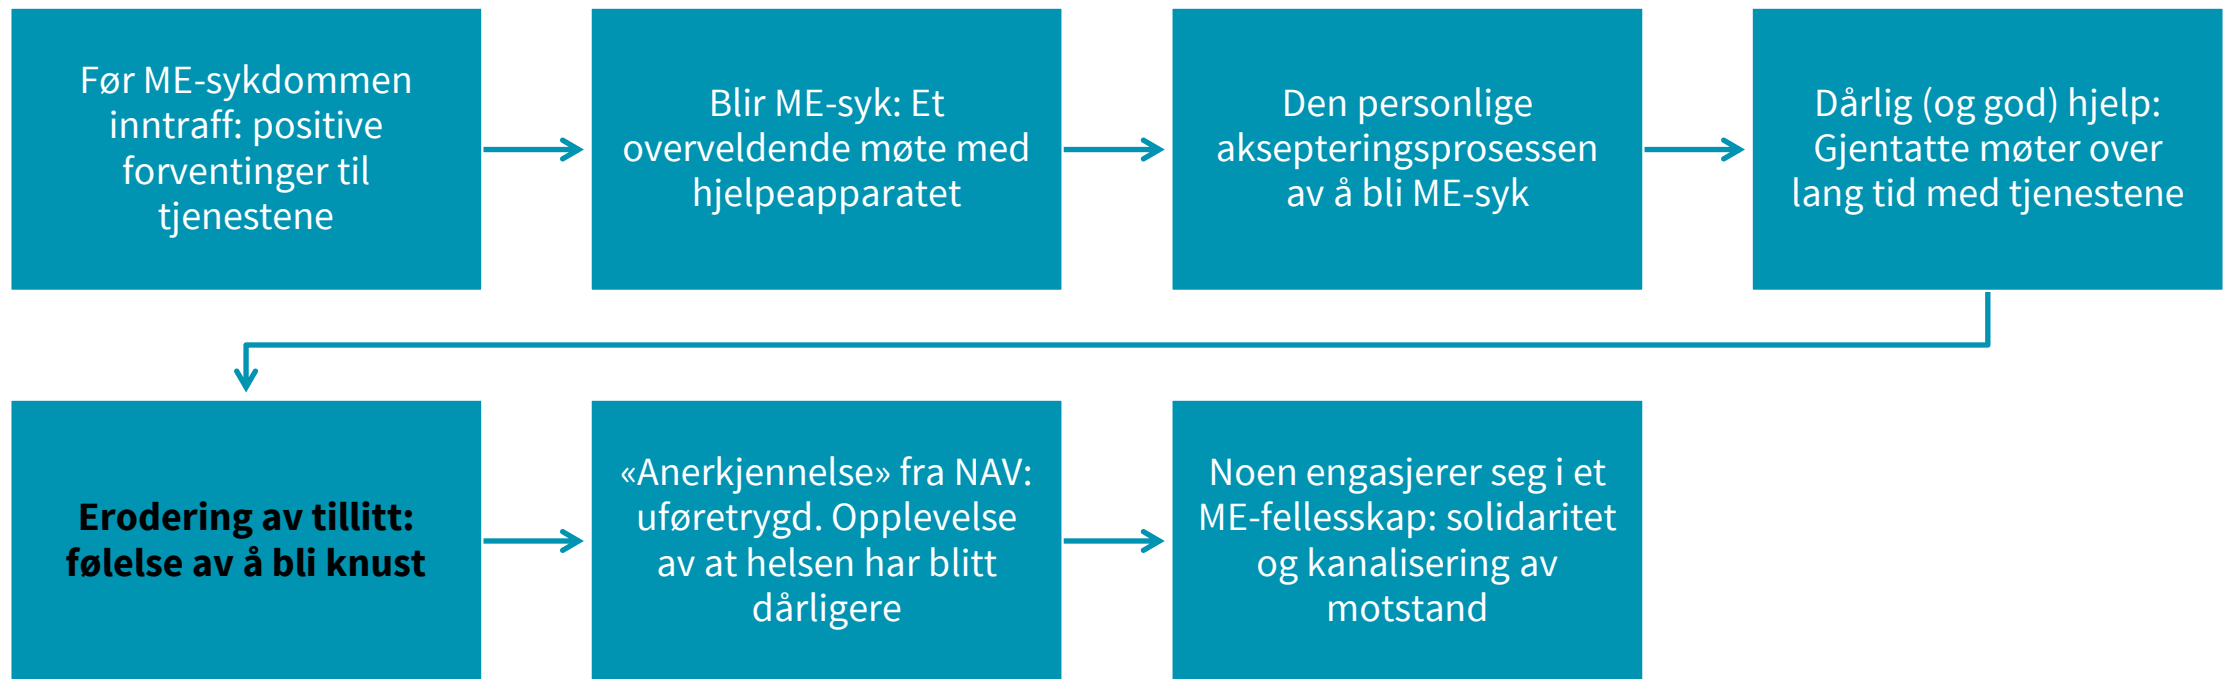 Før ME-sykdommen
inntraff: positive
forventinger til
tjenestene
Blir ME-syk: Et
overveldende møte med
hjelpeapparatet
Den personlige
aksepteringsprosessen
av å bli ME-syk
Dårlig (og god) hjelp:
Gjentatte møter over
lang tid med tjenestene
Erodering av tillitt:
følelse av å bli knust
«Anerkjennelse» fra NAV:
uføretrygd. Opplevelse
av at helsen har blitt
dårligere
Noen engasjerer seg i et
ME-fellesskap: solidaritet
og kanalisering av
motstand